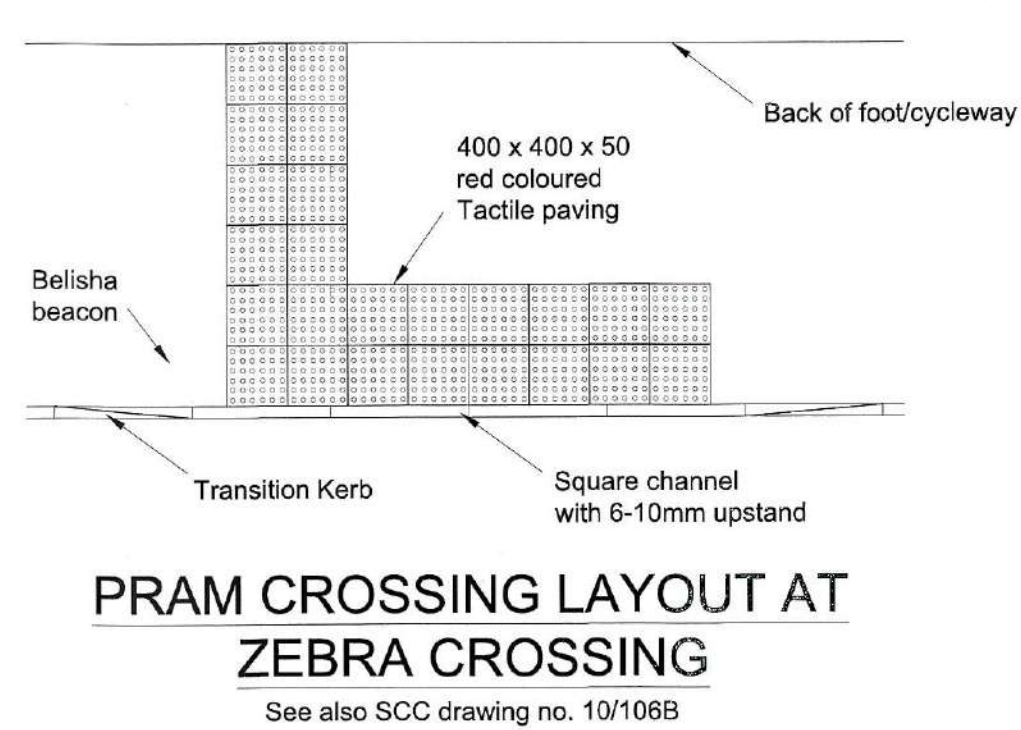 Back of foot/cycleway
400 x 400 x 50
red coloured
Tactile paving
Belisha
beacon
Transition Kerb
Square channel
with 6-10mm upstand
PRAM CROSSING LAYOUT AT
ZEBRA CROSSING
See also SCC drawing no. 10/106B